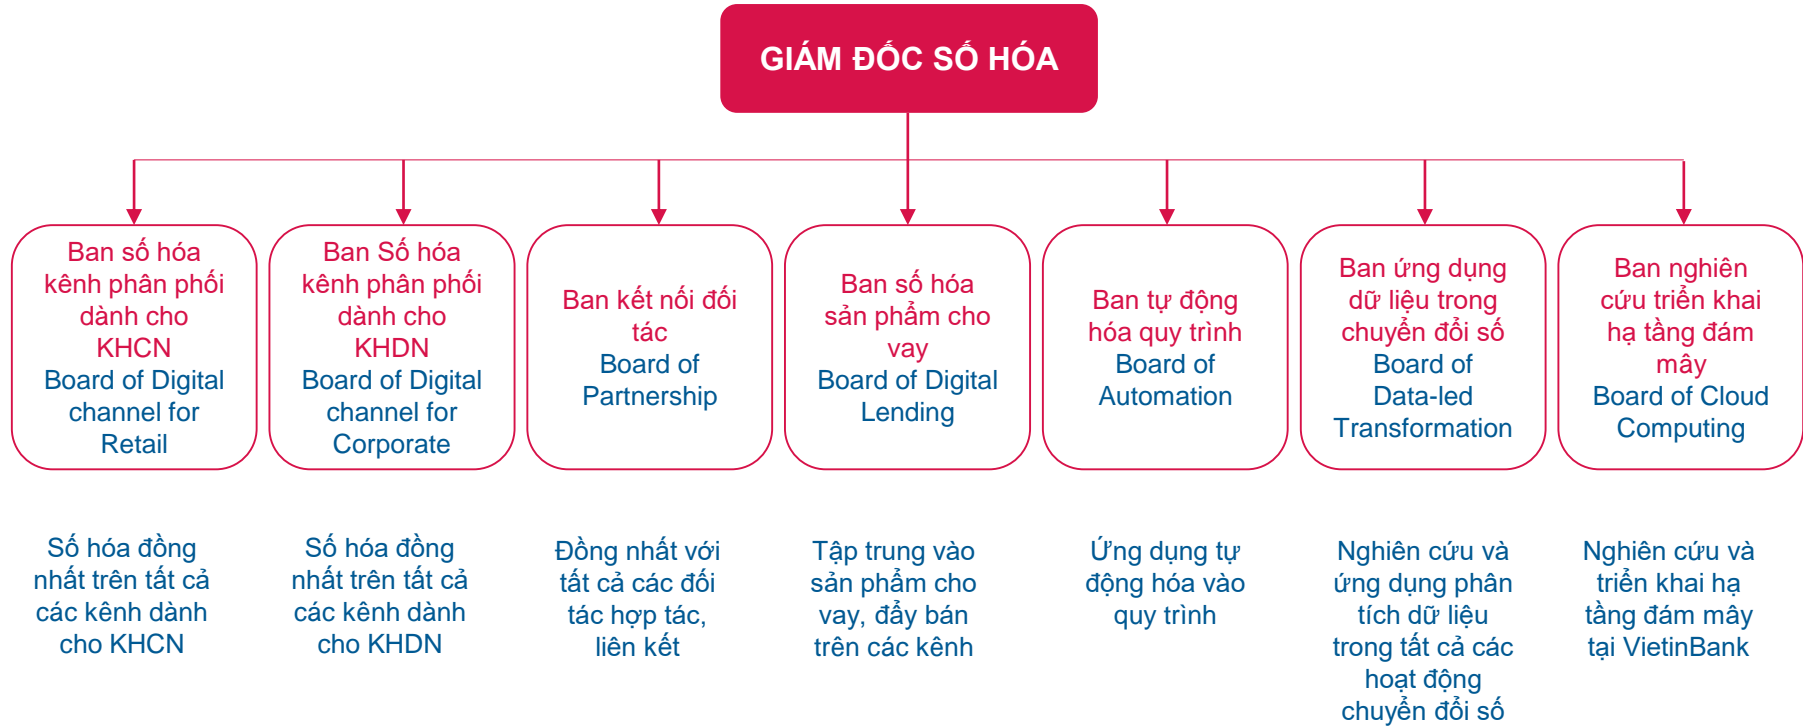 GIÁM ĐỐC SỐ HÓA
Ban số hóa
kênh phân phối
dành cho
KHCN
Board of Digital
channel for
Retail
Ban Số hóa
kênh phân phối
dành cho
KHDN
Board of Digital
channel for
Corporate
Ban kết nối đối
tác
Board of
Partnership
Ban số hóa
sản phẩm cho
vay
Board of Digital
Lending
Ban tự động
hóa quy trình
Board of
Automation
Ban ứng dụng
dữ liệu trong
chuyển đổi số
Board of
Data-led
Transformation
Ban nghiên
cứu triển khai
hạ tầng đám
mây
Board of Cloud
Computing
Số hóa đồng
nhất trên tất cả
các kênh dành
cho KHCN
Số hóa đồng
nhất trên tất cả
các kênh dành
cho KHDN
Đồng nhất với
tất cả các đối
tác hợp tác,
liên kết
Tập trung vào
sản phẩm cho
vay, đẩy bán
trên các kênh
Ứng dụng tự
động hóa vào
quy trình
Nghiên cứu và
ứng dụng phân
tích dữ liệu
trong tất cả các
hoạt động
chuyển đổi số
Nghiên cứu và
triển khai hạ
tầng đám mây
tại VietinBank